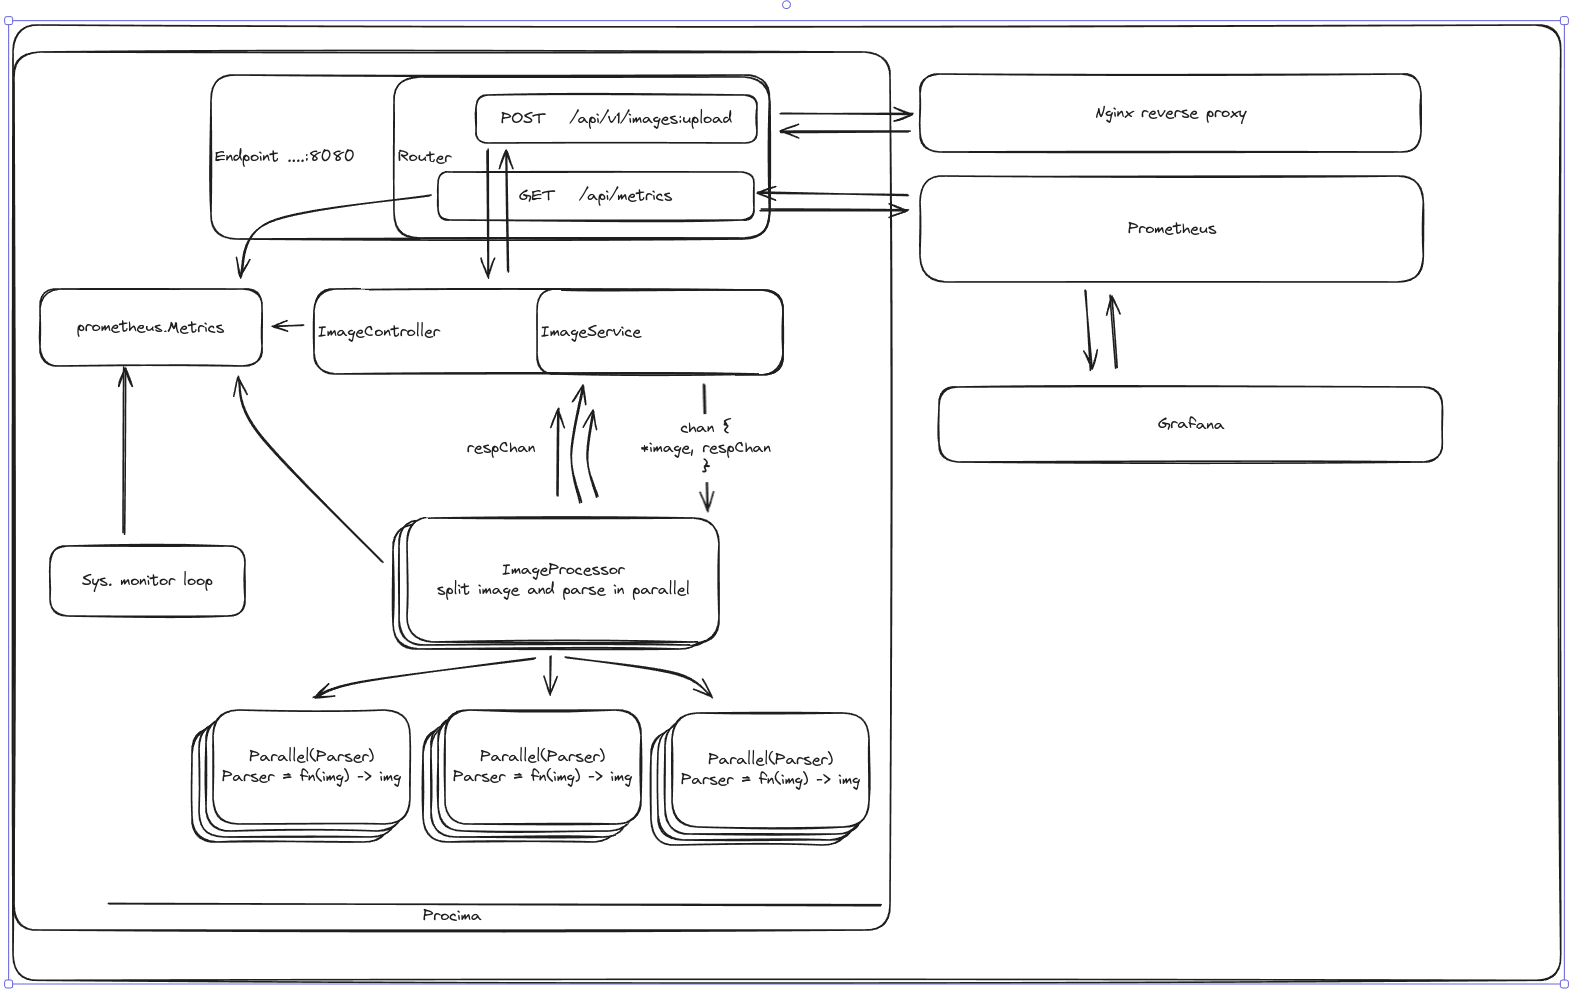 POST /api/v1/images:upload
Nginx reverse proxy
Endpoint ....:8080
Router
GET /api/metrics
Prometheus
prometheus.Metrics
ImageController
ImageService
Grafana
respChan
chan {
*image, respChan
}
Sys. monitor loop
ImageProcessor
split image and parse in parallel
Parallel(Parser)
Parser = fn(img) -> img
Parallel(Parser)
Parser = fn(img) -> img
Parallel(Parser)
Parser = fn(img) -> img
Procima